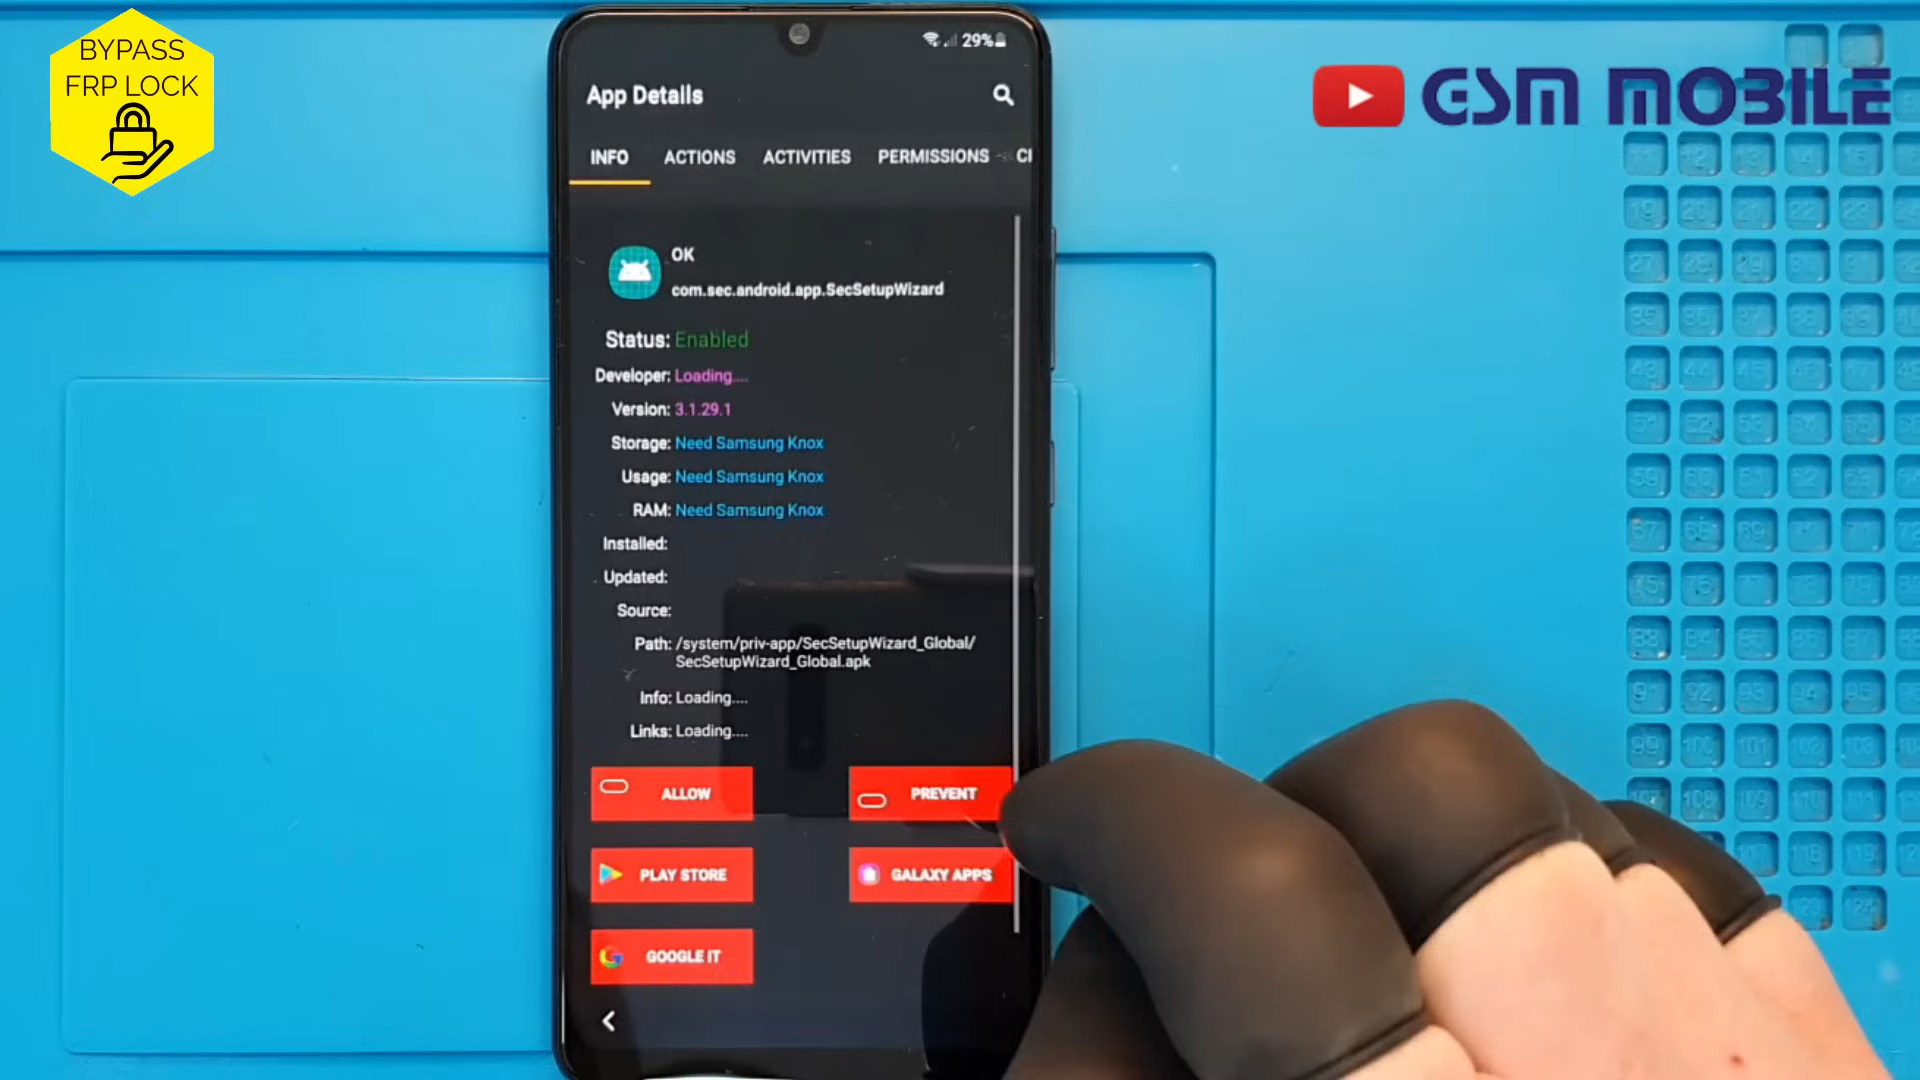 BYPASS
FRP LOCK
GSM MOBILE
29%
App Details
INFO ACTIONS ACTIVITIES PERMISSIONS
OK
com.sec.android.app.SecSetupWizard
Status: Enabled
Developer: Loading....
Version: 3.1.29.1
Storage: Need Samsung Knox
Usage: Need Samsung Knox
RAM: Need Samsung Knox
Installed:
Updated:
Source:
Path: /system/priv-app/SecSetupWizard_Global/
SecSetupWizard_Global.apk
Info: Loading....
Links: Loading....
ALLOW PREVENT
PLAY STORE GALAXY APPS
GOOGLE IT